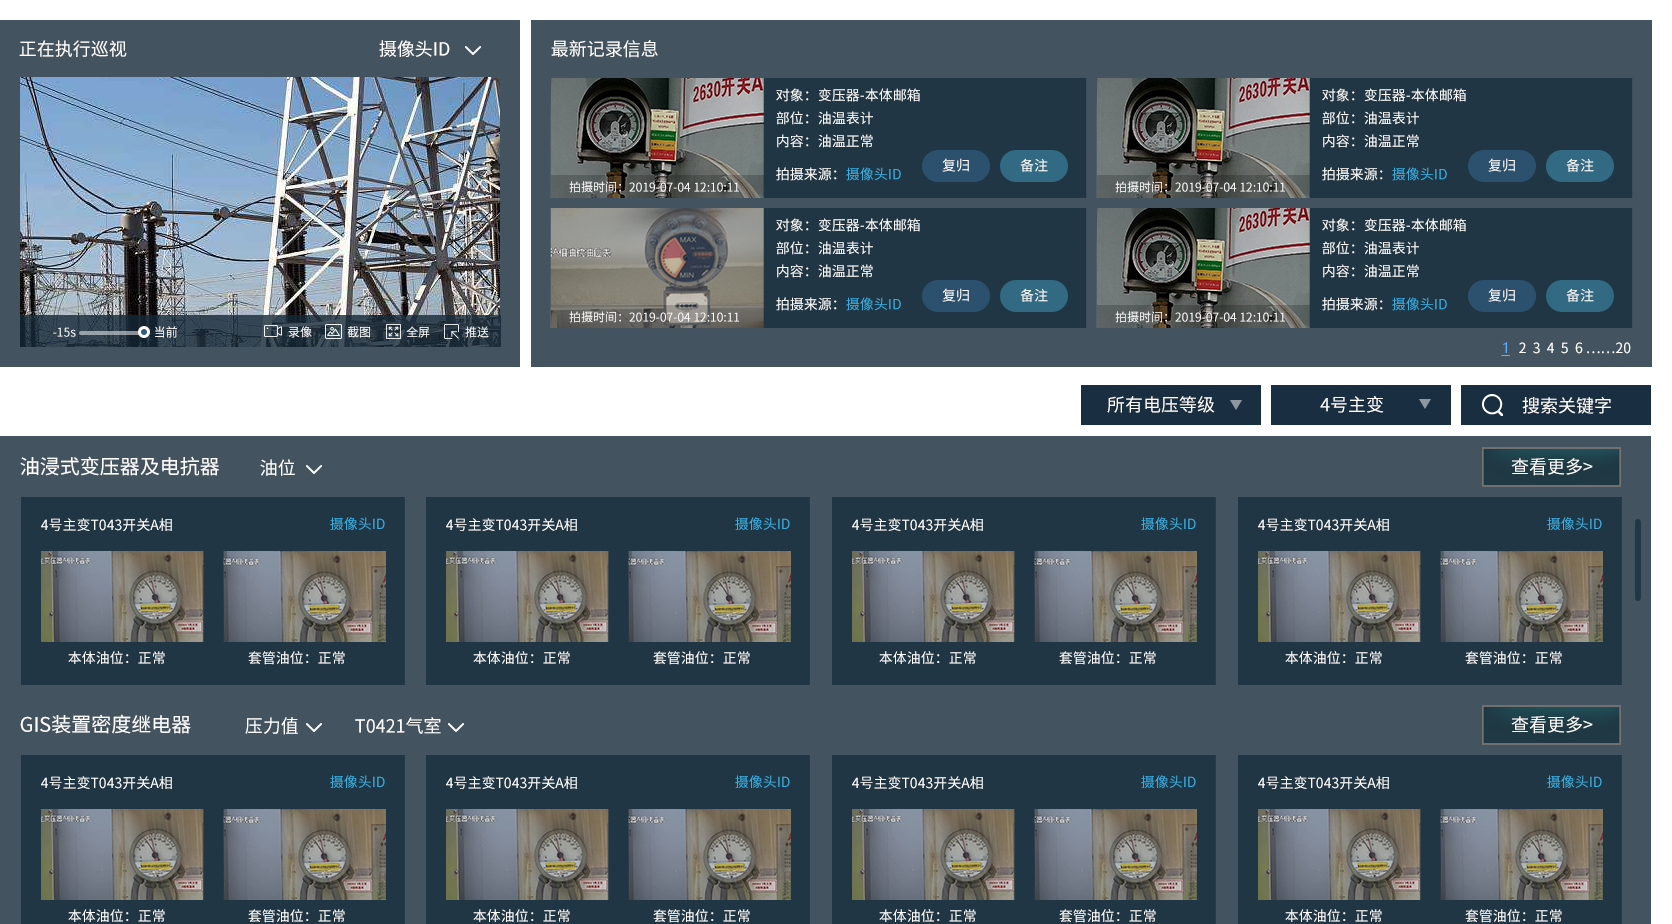 正在执行巡视
摄像头ID
-15s
当前
录像
截图
全屏
推送
最新记录信息
2630开关A
拍摄时间：2019-07-04 12:10:11
对象：变压器-本体邮箱
部位：油温表计
内容：油温正常
拍摄来源：摄像头ID
复归
备注
2630开关A
拍摄时间：2019-07-04 12:10:11
对象：变压器-本体邮箱
部位：油温表计
内容：油温正常
拍摄来源：摄像头ID
复归
备注
MAX
MIN
拍摄时间：2019-07-04 12:10:11
对象：变压器-本体邮箱
部位：油温表计
内容：油温正常
拍摄来源：摄像头ID
复归
备注
2630开关A
拍摄时间：2019-07-04 12:10:11
对象：变压器-本体邮箱
部位：油温表计
内容：油温正常
拍摄来源：摄像头ID
复归
备注
1 2 3 4 5 6……20
所有电压等级
4号主变
搜索关键字
油浸式变压器及电抗器
油位
查看更多>
4号主变T043开关A相
摄像头ID
本体油位：正常
套管油位：正常
4号主变T043开关A相
摄像头ID
本体油位：正常
套管油位：正常
4号主变T043开关A相
摄像头ID
本体油位：正常
套管油位：正常
4号主变T043开关A相
摄像头ID
本体油位：正常
套管油位：正常
GIS装置密度继电器
压力值
T0421气室
查看更多>
4号主变T043开关A相
摄像头ID
本体油位：正常
套管油位：正常
4号主变T043开关A相
摄像头ID
本体油位：正常
套管油位：正常
4号主变T043开关A相
摄像头ID
本体油位：正常
套管油位：正常
4号主变T043开关A相
摄像头ID
本体油位：正常
套管油位：正常